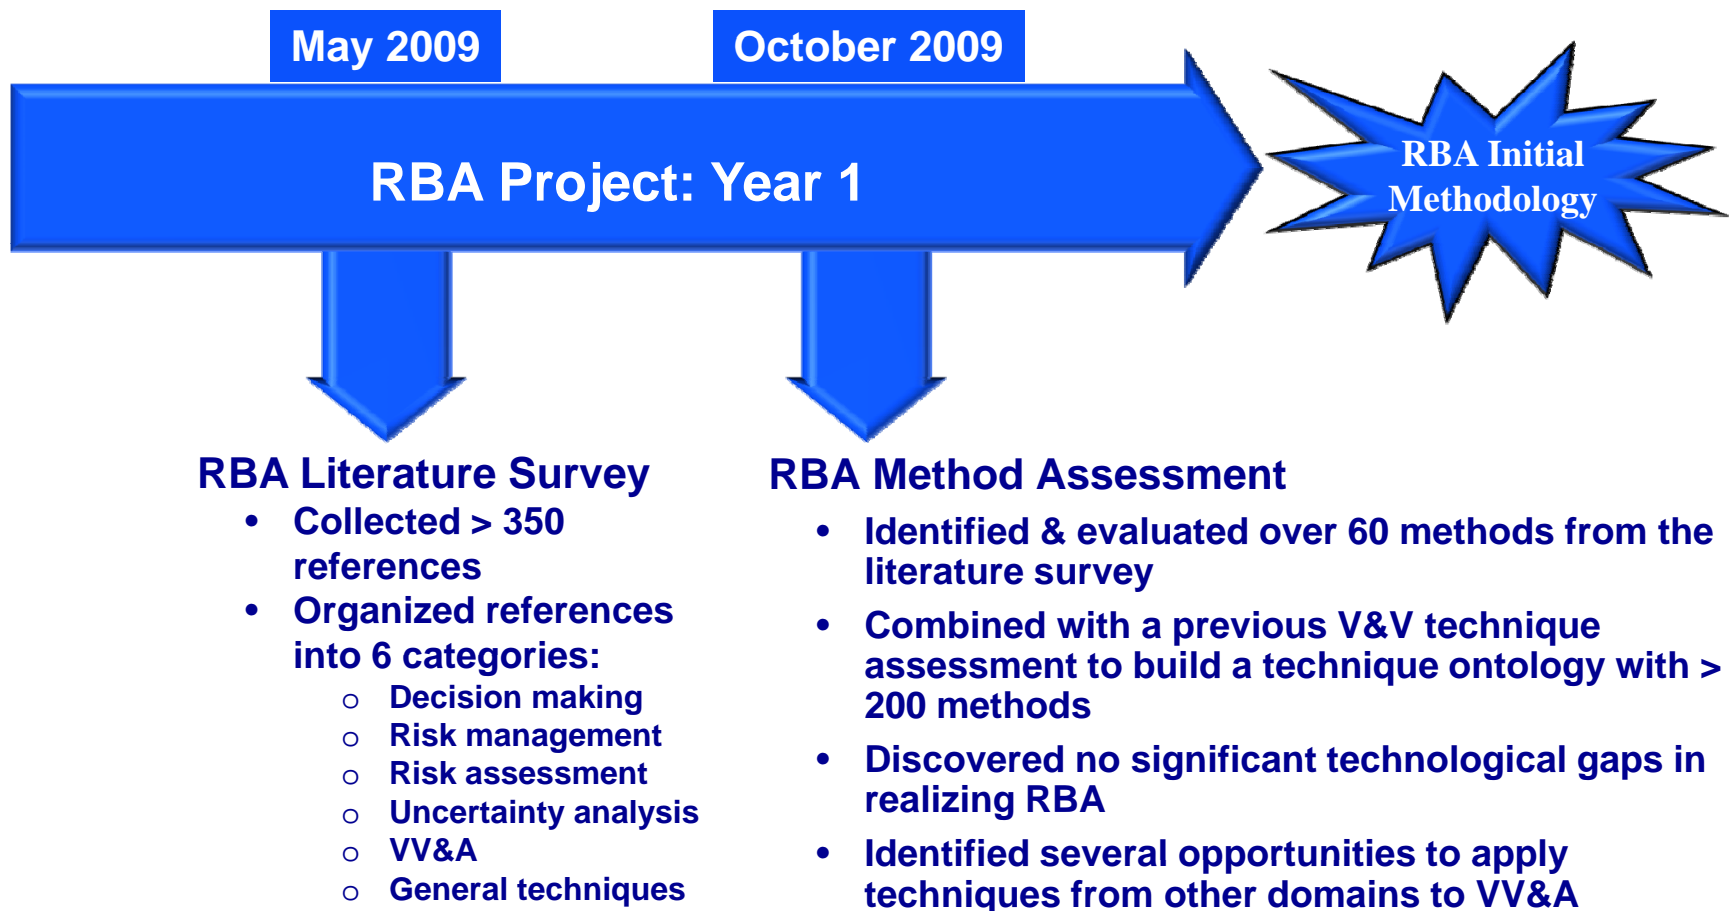 May 2009
October 2009
RBA Project: Year 1
RBA Initial
Methodology
RBA Literature Survey
• Collected > 350
references
• Organized references
into 6 categories:
o Decision making
o Risk management
o Risk assessment
o Uncertainty analysis
o VV&A
o General techniques
RBA Method Assessment
• Identified & evaluated over 60 methods from the
literature survey
• Combined with a previous V&V technique
assessment to build a technique ontology with >
200 methods
• Discovered no significant technological gaps in
realizing RBA
• Identified several opportunities to apply
techniques from other domains to VV&A